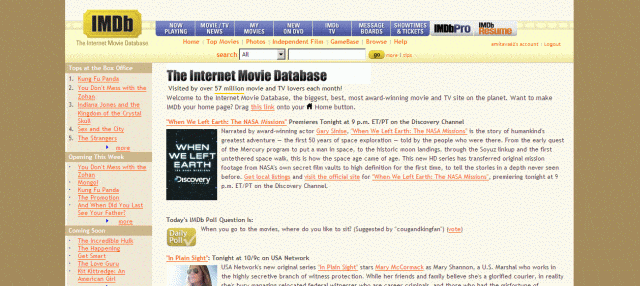 IMDb
The Internet Movie Database
NOW PLAYING
MOVIE / TV NEWS
MY MOVIES
NEW ON DVD
IMDb TV
MESSAGE BOARDS
SHOWTIMES & TICKETS
IMDbPro
IMDb Resume
Home | Top Movies | Photos | Independent Film | GameBase | Browse | Help
account | Logout
search All go more | tips
Tops at the Box Office
1. Kung Fu Panda
2. You Don't Mess with the Zohan
3. Indiana Jones and the Kingdom of the Crystal Skull
4. Sex and the City
5. The Strangers
more
Opening This Week
You Don't Mess with the Zohan
Mongol
Kung Fu Panda
The Promotion
And When Did You Last See Your Father?
more
Coming Soon
The Incredible Hulk
The Happening
Get Smart
The Love Guru
Kit Kittredge: An American Girl
The Internet Movie Database
Visited by over 57 million movie and TV lovers each month!
Welcome to the Internet Movie Database, the biggest, best, most award-winning movie and TV site on the planet. Want to
make IMDb your home page? Drag this link onto your Home button.
"When We Left Earth: The NASA Missions" Premieres Tonight at 9 p.m. ET/PT on the Discovery Channel
WHEN WE LEFT EARTH
THE NASA MISSIONS
Discovery
Narrated by award-winning actor Gary Sinise, "When We Left Earth: The NASA Missions" is the story of humankind's
greatest adventure — the first 50 years of space exploration — told by the people who were there. From the early quest
of the Mercury program to put a man in space, to the historic moon landings, through the Soyuz linkup and the first
untethered space walk, this is how the space age came of age. This new HD series has transferred original mission
footage from NASA's own secret film vaults to high definition for the first time, to tell the stories in a depth never seen
before. Get local listings and visit the official site for "When We Left Earth: The NASA Missions", premiering tonight at 9
p.m. ET/PT on the Discovery Channel.
Today's IMDb Poll Question Is:
Daily Poll
When you go to the movies, where do you like to sit? (Suggested by "cougandkingfan") (vote)
"In Plain Sight": Tonight at 10/9c on USA Network
USA Network's new original series "In Plain Sight" stars Mary McCormack as Mary Shannon, a U.S. Marshal who works in
the highly secretive branch of witness protection. While her friends and family believe she's a glorified